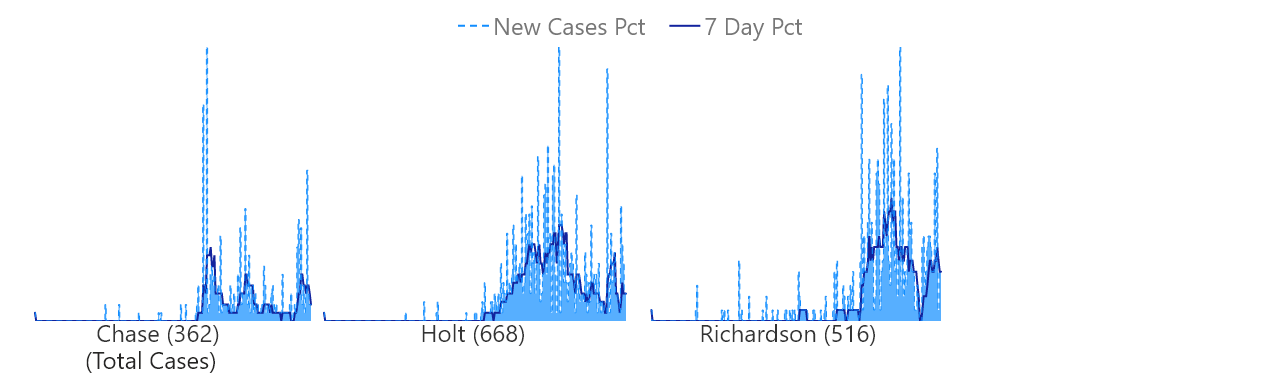 New Cases Pct 7 Day Pct
Chase (362) Holt (668) Richardson (516)
(Total Cases)